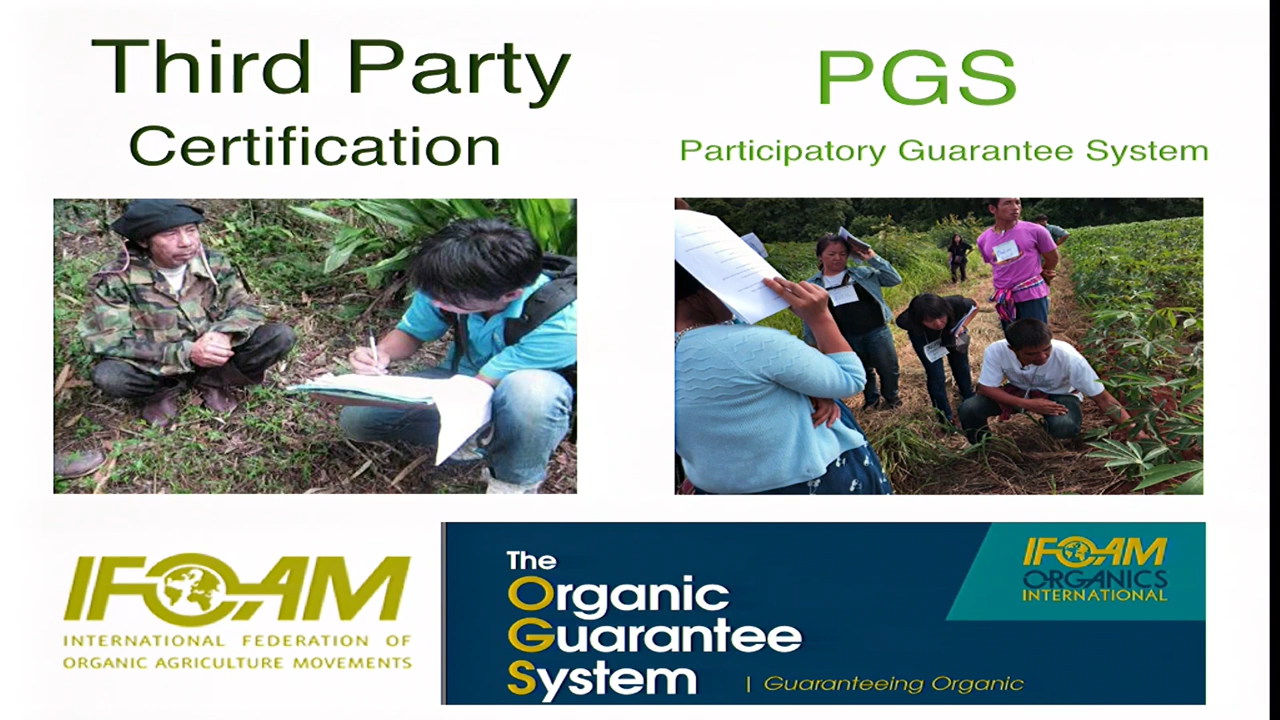 Third Party
Certification
PGS
Participatory Guarantee System
IFOAM
INTERNATIONAL FEDERATION OF
ORGANIC AGRICULTURE MOVEMENTS
The
Organic
Guarantee
System
| Guaranteeing Organic
IFOAM
ORGANICS
INTERNATIONAL